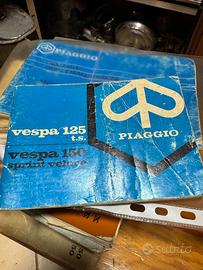 PIAGGIO
vespa 125
t.s.
PIAGGIO
vespa 150
sprint veloce
subito